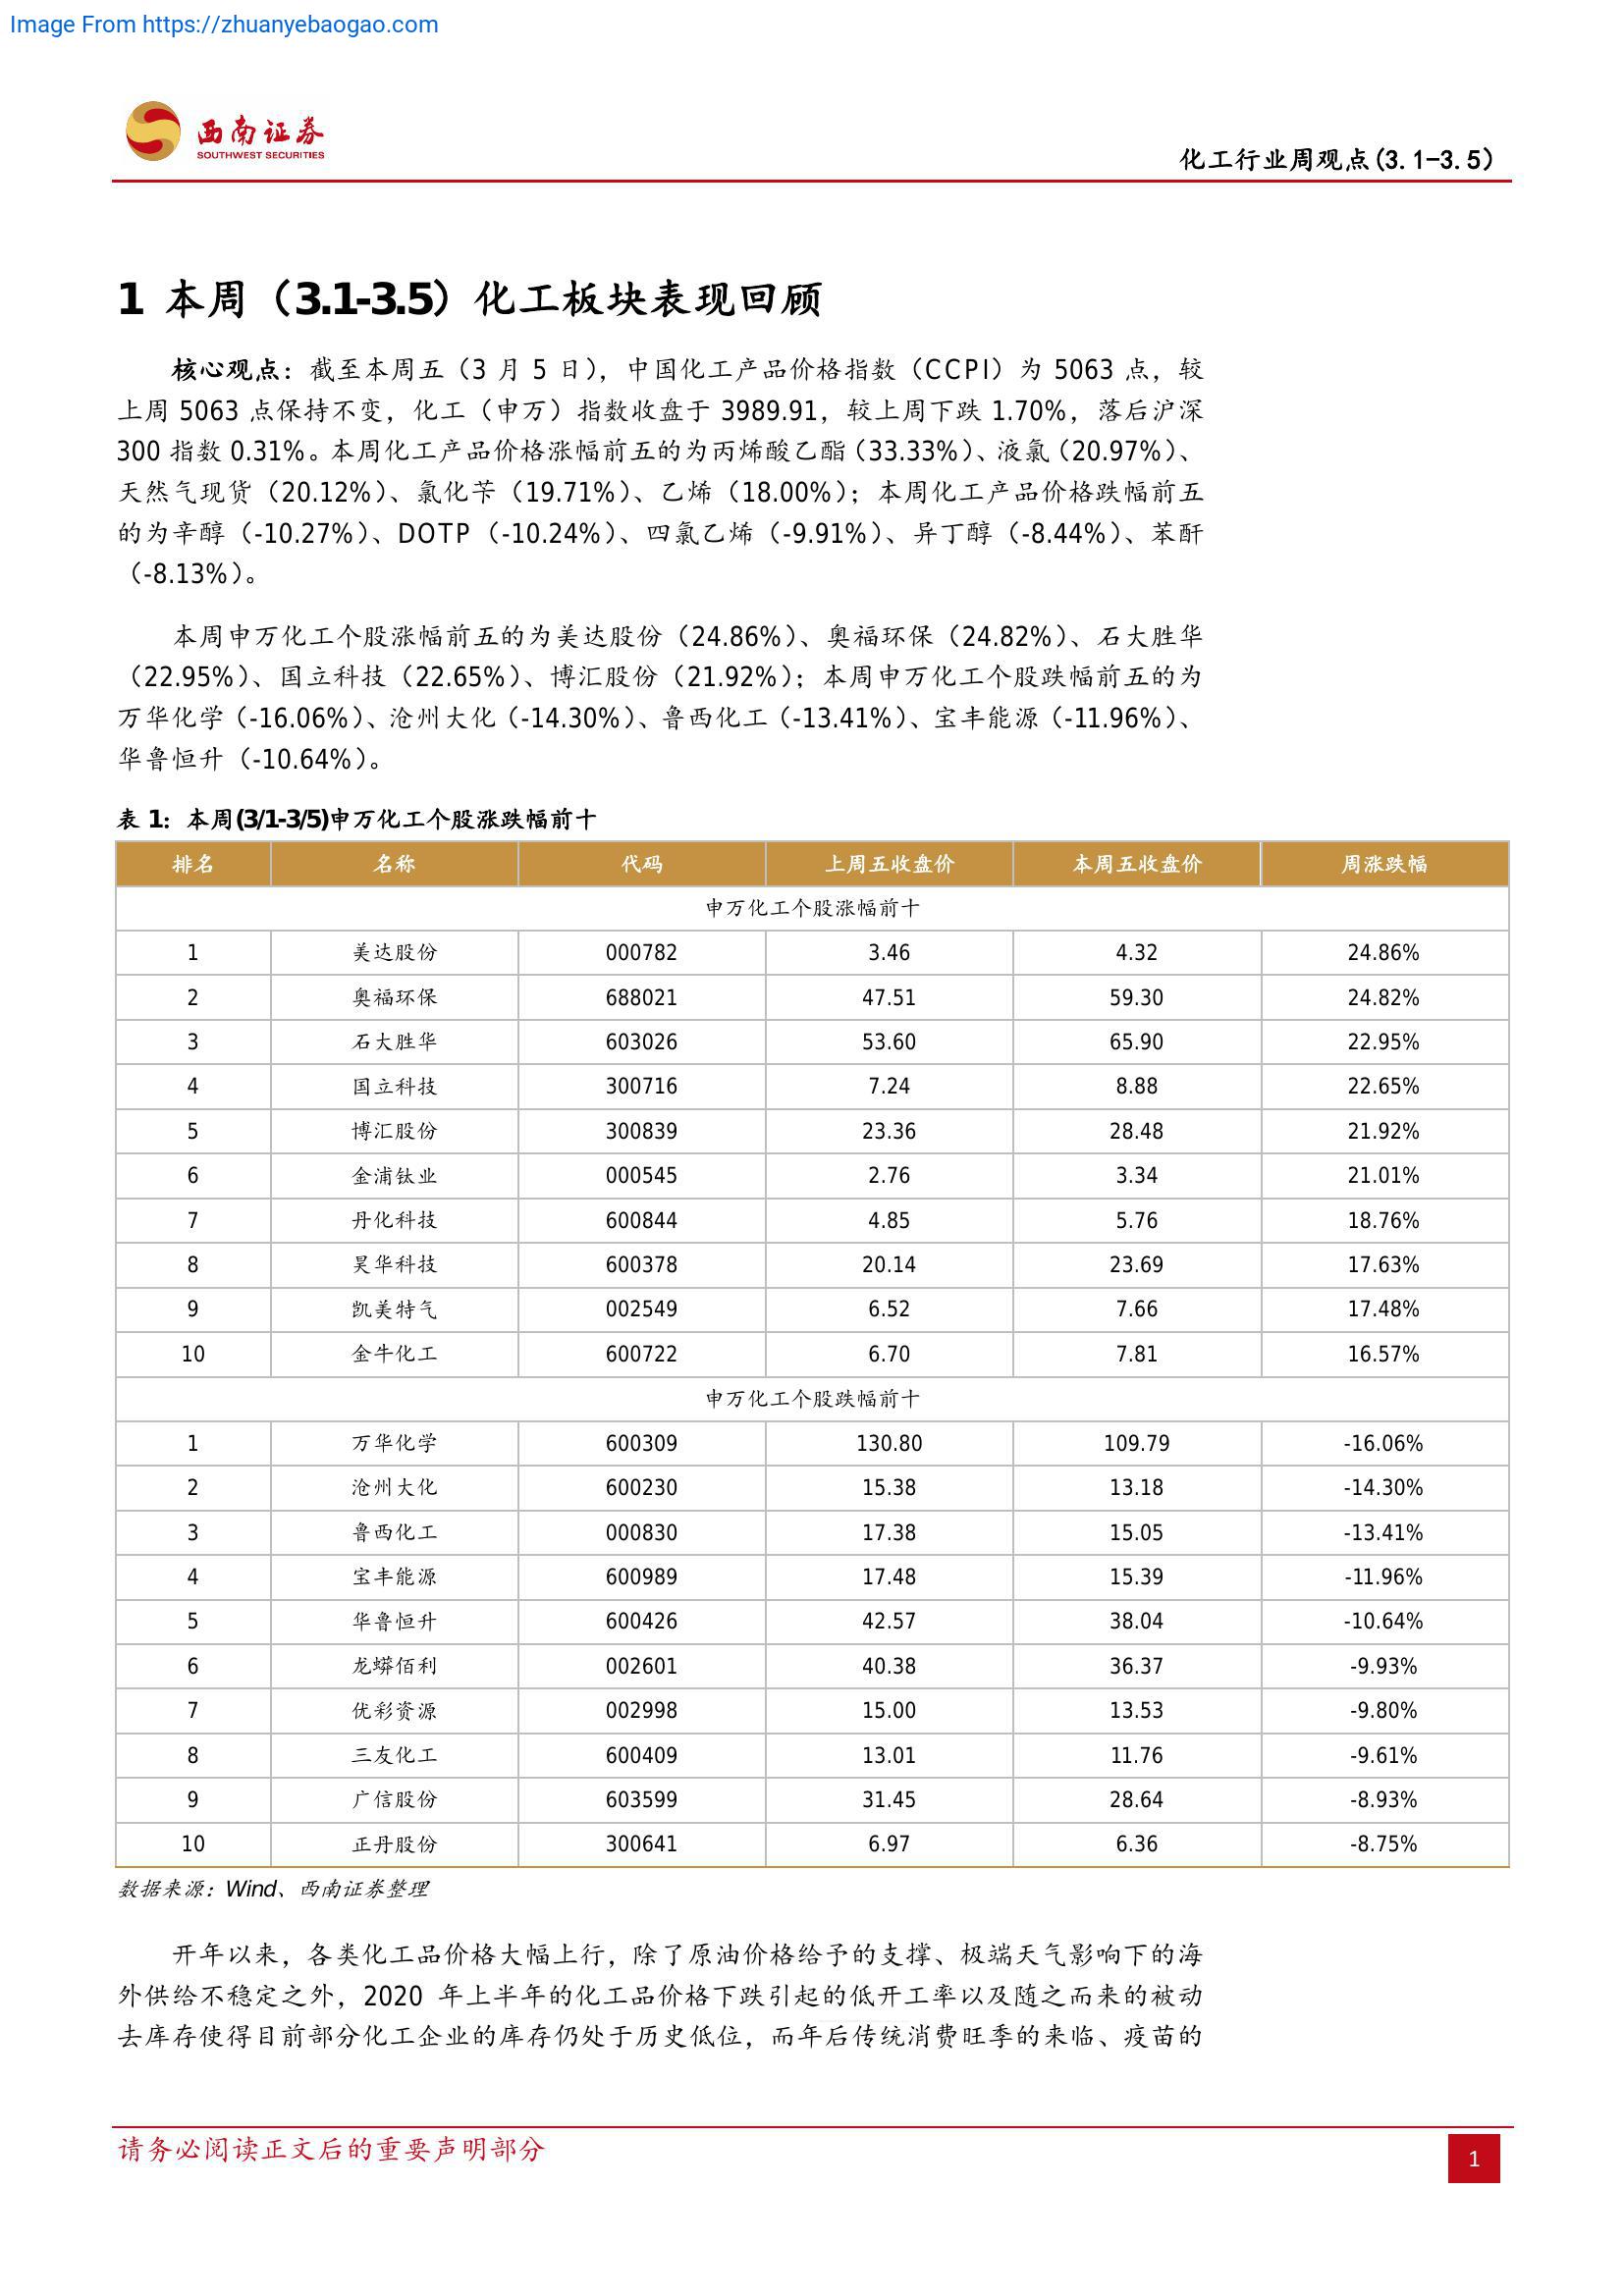 Image From https://zhuanyebaogao.com
西南证券
SOUTHWEST SECURITIES
化工行业周观点(3.1-3.5)
1 本周（3.1-3.5）化工板块表现回顾
核心观点：截至本周五（3 月 5 日），中国化工产品价格指数（CCPI）为 5063 点，较
上周 5063 点保持不变，化工（申万）指数收盘于 3989.91，较上周下跌 1.70%，落后沪深
300 指数 0.31%。本周化工产品价格涨幅前五的为丙烯酸乙酯（33.33%）、液氯（20.97%）、
天然气现货（20.12%）、氯化苄（19.71%）、乙烯（18.00%）；本周化工产品价格跌幅前五
的为辛醇（-10.27%）、DOTP（-10.24%）、四氯乙烯（-9.91%）、异丁醇（-8.44%）、苯酐
（-8.13%）。
本周申万化工个股涨幅前五的为美达股份（24.86%）、奥福环保（24.82%）、石大胜华
（22.95%）、国立科技（22.65%）、博汇股份（21.92%）；本周申万化工个股跌幅前五的为
万华化学（-16.06%）、沧州大化（-14.30%）、鲁西化工（-13.41%）、宝丰能源（-11.96%）、
华鲁恒升（-10.64%）。
表 1：本周(3/1-3/5)申万化工个股涨跌幅前十
排名 名称 代码 上周五收盘价 本周五收盘价 周涨跌幅
申万化工个股涨幅前十
1 美达股份 000782 3.46 4.32 24.86%
2 奥福环保 688021 47.51 59.30 24.82%
3 石大胜华 603026 53.60 65.90 22.95%
4 国立科技 300716 7.24 8.88 22.65%
5 博汇股份 300839 23.36 28.48 21.92%
6 金浦钛业 000545 2.76 3.34 21.01%
7 丹化科技 600844 4.85 5.76 18.76%
8 昊华科技 600378 20.14 23.69 17.63%
9 凯美特气 002549 6.52 7.66 17.48%
10 金牛化工 600722 6.70 7.81 16.57%
申万化工个股跌幅前十
1 万华化学 600309 130.80 109.79 -16.06%
2 沧州大化 600230 15.38 13.18 -14.30%
3 鲁西化工 000830 17.38 15.05 -13.41%
4 宝丰能源 600989 17.48 15.39 -11.96%
5 华鲁恒升 600426 42.57 38.04 -10.64%
6 龙蟒佰利 002601 40.38 36.37 -9.93%
7 优彩资源 002998 15.00 13.53 -9.80%
8 三友化工 600409 13.01 11.76 -9.61%
9 广信股份 603599 31.45 28.64 -8.93%
10 正丹股份 300641 6.97 6.36 -8.75%
数据来源：Wind、西南证券整理
开年以来，各类化工品价格大幅上行，除了原油价格给予的支撑、极端天气影响下的海
外供给不稳定之外，2020 年上半年的化工品价格下跌引起的低开工率以及随之而来的被动
去库存使得目前部分化工企业的库存仍处于历史低位，而年后传统消费旺季的来临、疫苗的
请务必阅读正文后的重要声明部分
1